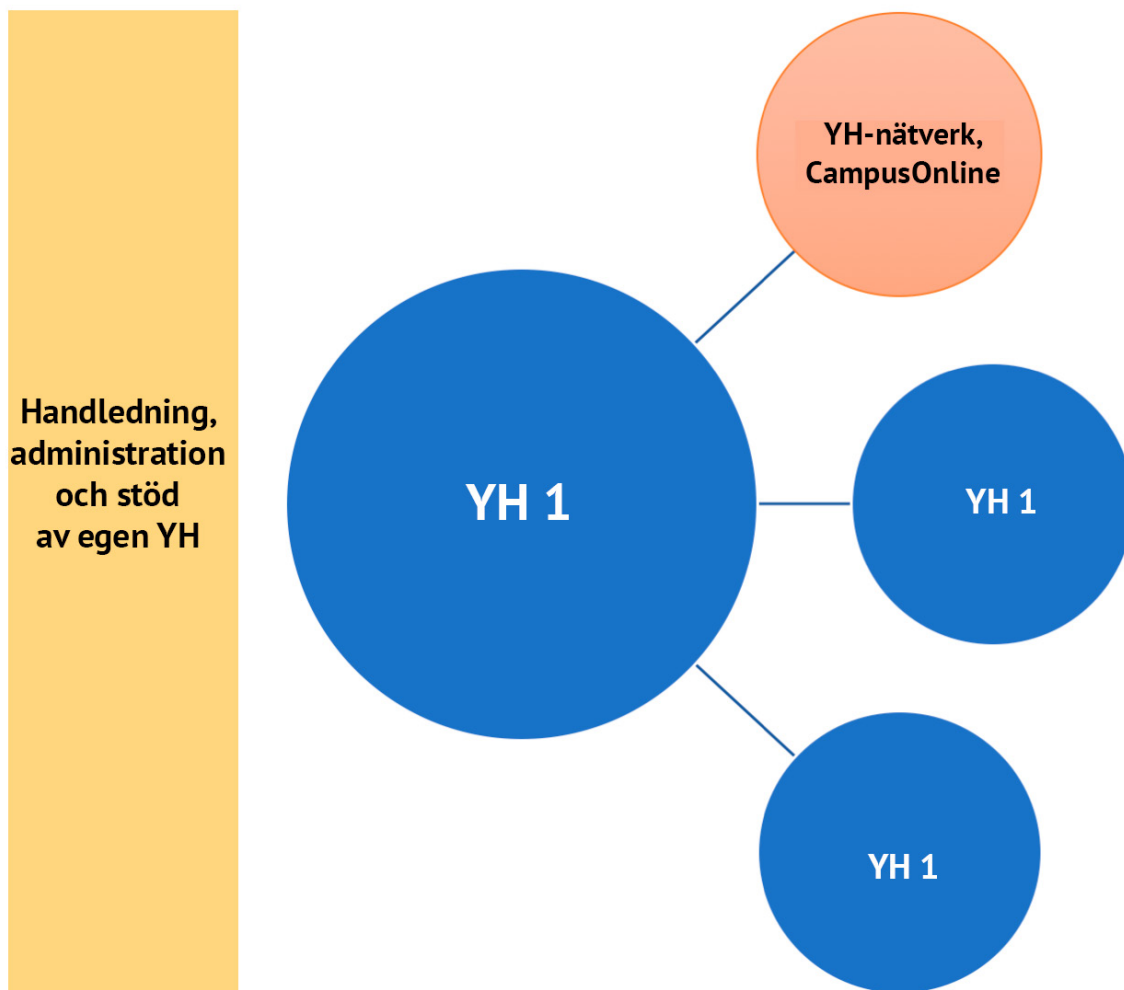 Handledning,
administration
och stöd
av egen YH
YH 1
YH-nätverk,
CampusOnline
YH 1
YH 1